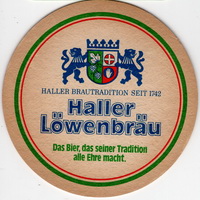 HALLER BRAUTRADITION SEIT 1742
Haller
Löwenbräu
Das Bier, das seiner Tradition
alle Ehre macht.